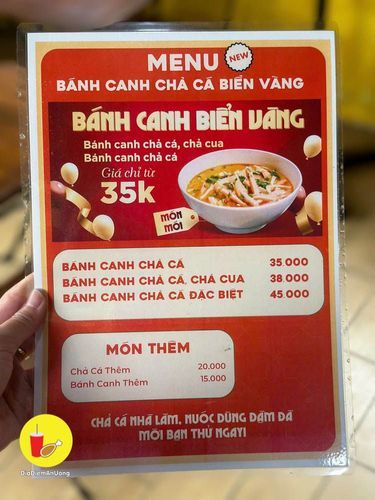 MENU
NEW
BÁNH CANH CHẢ CÁ BIỂN VÀNG
BÁNH CANH BIỂN VÀNG
Bánh canh chả cá, chả cua
Bánh canh chả cá
Giá chỉ từ
35k
MÓN
MỚI
BÁNH CANH CHẢ CÁ 35.000
BÁNH CANH CHẢ CÁ, CHẢ CUA 38.000
BÁNH CANH CHẢ CÁ ĐẶC BIỆT 45.000
MÓN THÊM
Chả Cá Thêm 20.000
Bánh Canh Thêm 15.000
CHẢ CÁ NHÀ LÀM, NƯỚC DÙNG ĐẬM ĐÀ
MỜI BẠN THỬ NGAY!
DiaDiemAnUong